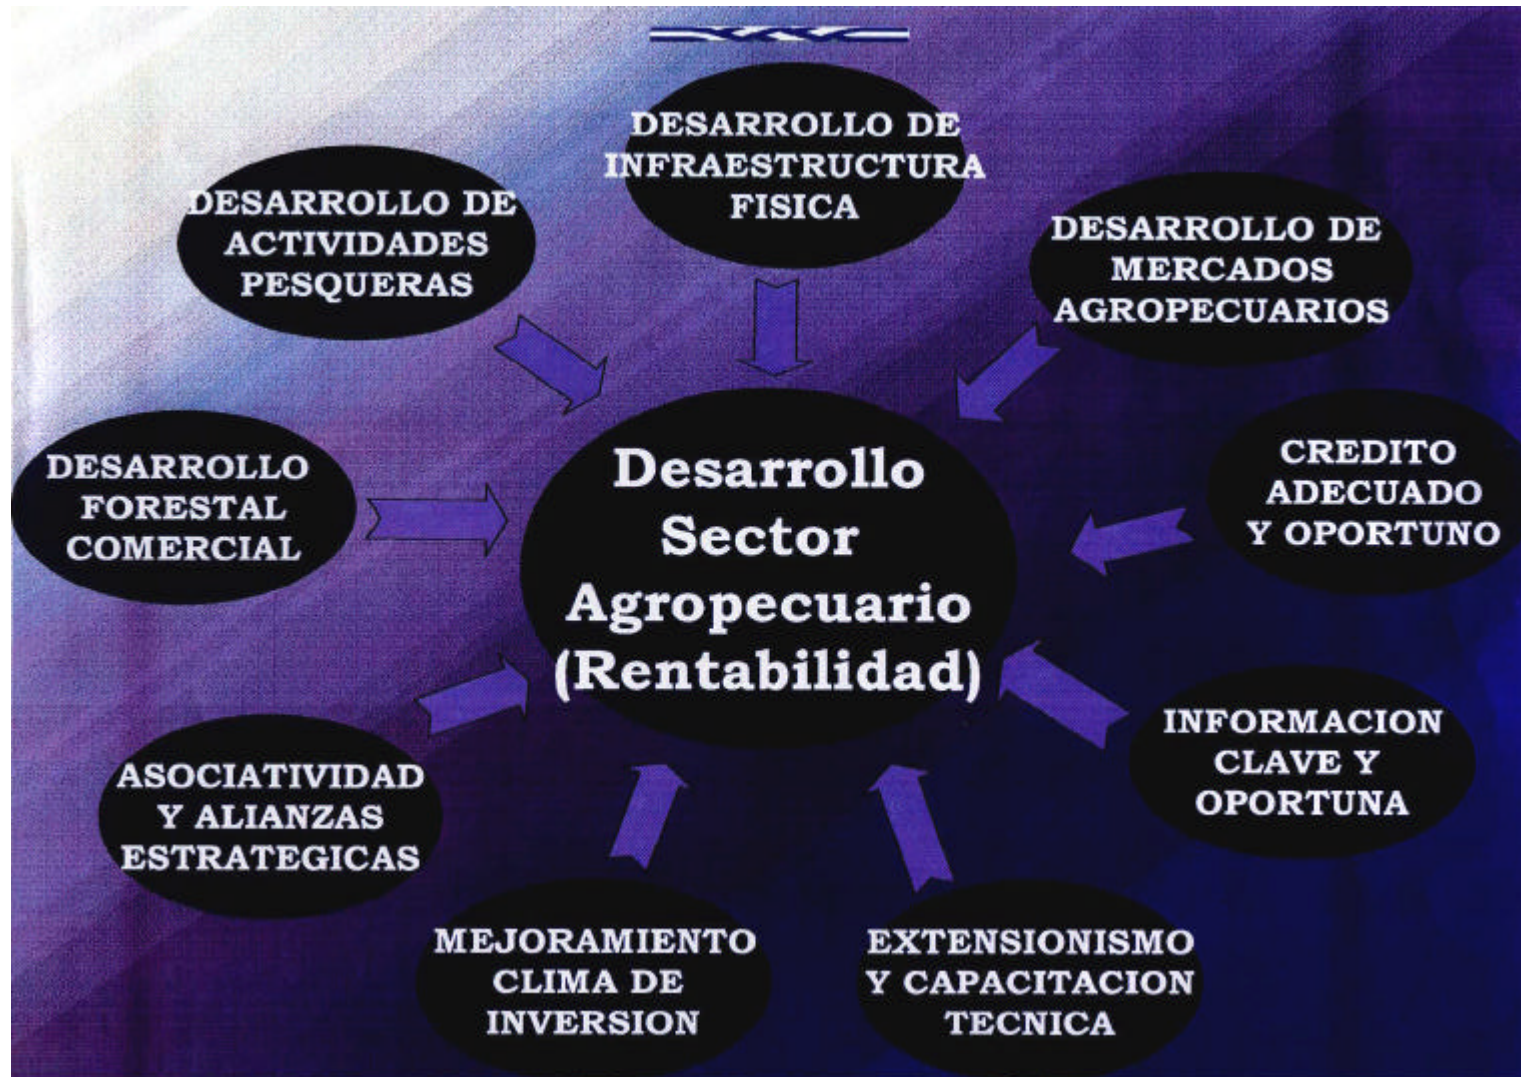 DESARROLLO DE
INFRAESTRUCTURA
FISICA
DESARROLLO DE
ACTIVIDADES
PESQUERAS
DESARROLLO DE
MERCADOS
AGROPECUARIOS
DESARROLLO
FORESTAL
COMERCIAL
Desarrollo
Sector
Agropecuario
(Rentabilidad)
CREDITO
ADECUADO
Y OPORTUNO
ASOCIATIVIDAD
Y ALIANZAS
ESTRATEGICAS
INFORMACION
CLAVE Y
OPORTUNA
MEJORAMIENTO
CLIMA DE
INVERSION
EXTENSIONISMO
Y CAPACITACION
TECNICA